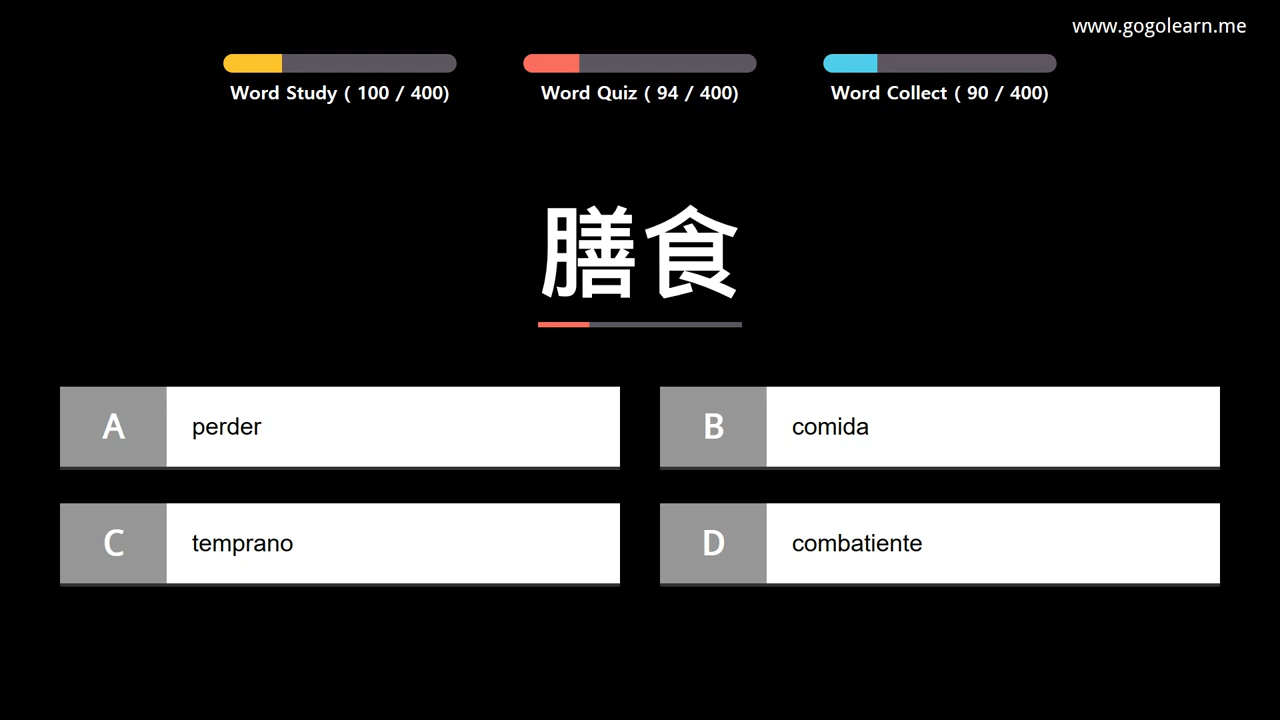 www.gogolearn.me
Word Study ( 100 / 400)
Word Quiz ( 94 / 400)
Word Collect ( 90 / 400)
膳食
A perder
B comida
C temprano
D combatiente